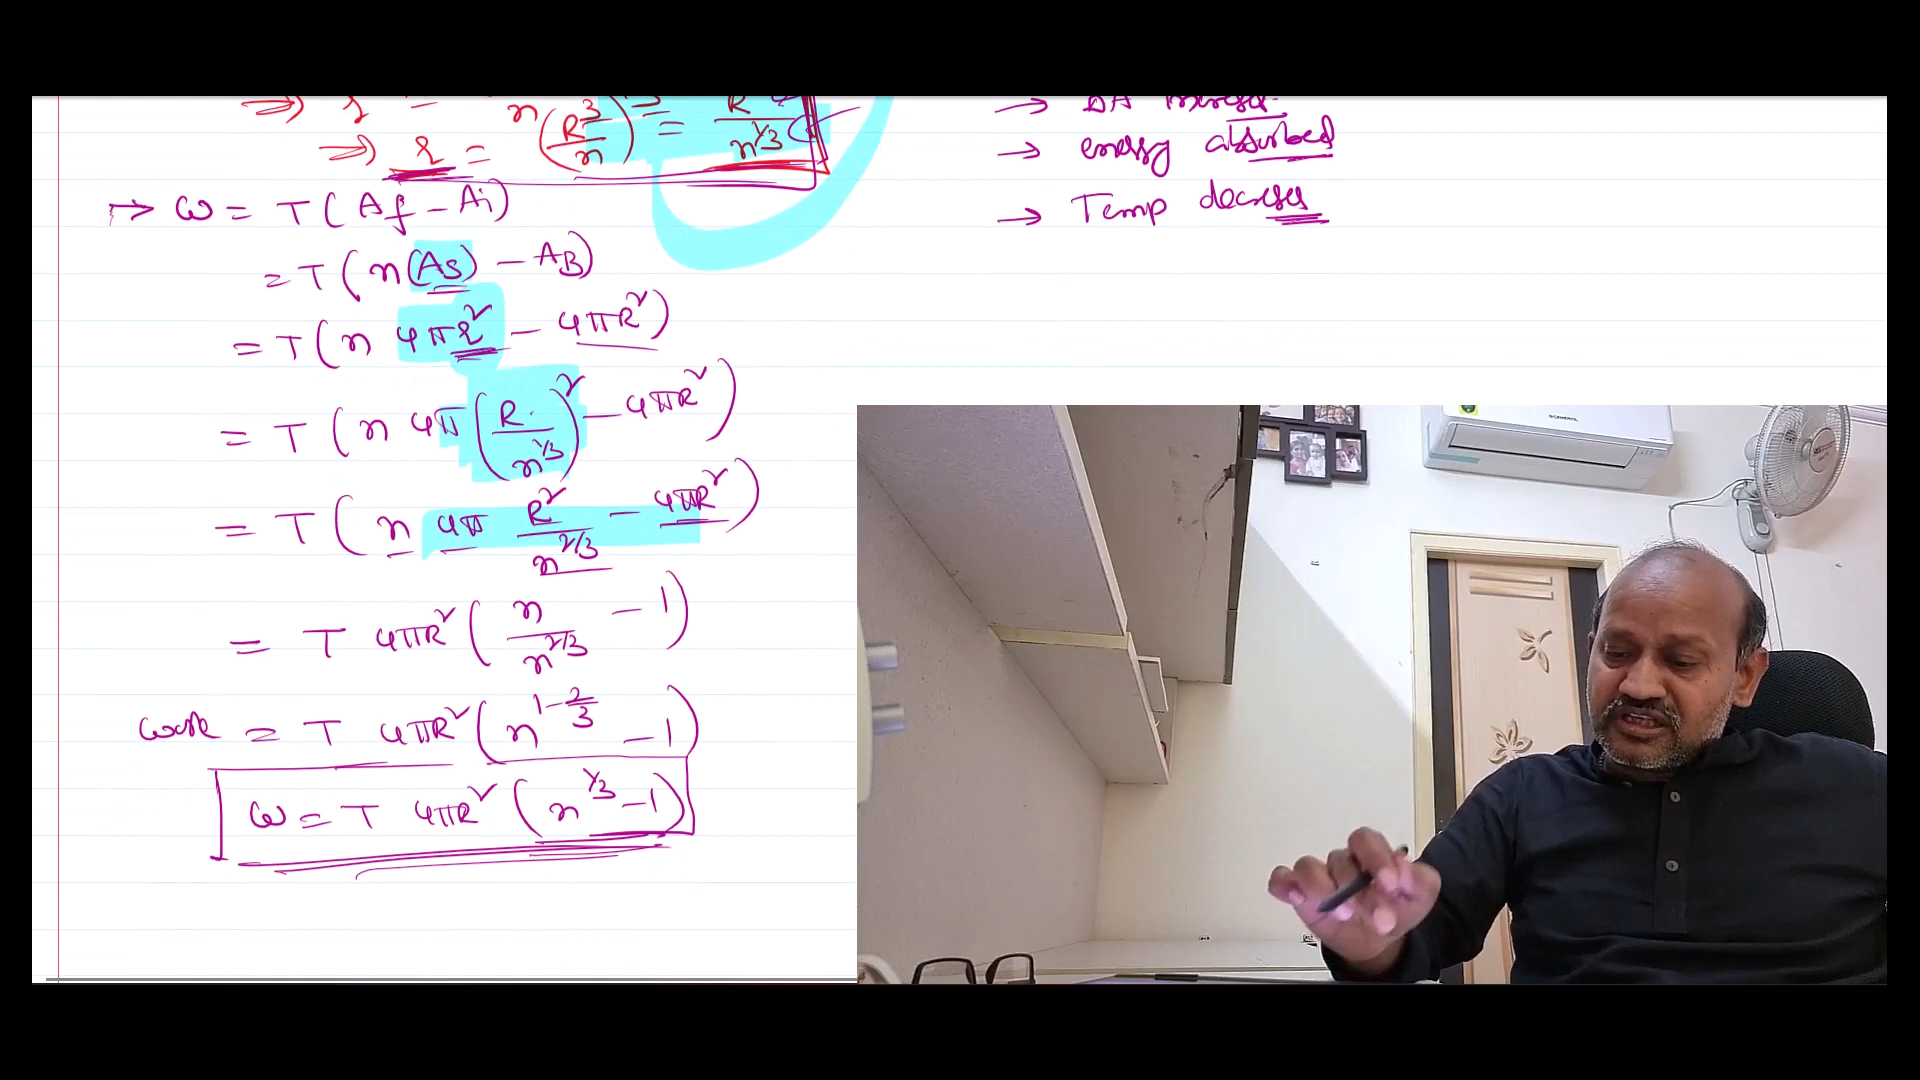 ⇒ r = n(R³/n)^⅓ = R/n^⅓
→ W = T(Af - Ai)
= T(n(As) - AB)
= T(n 4πr² - 4πR²)
= T(n 4π(R/n^⅓)² - 4πR²)
= T(n 4π R²/n^2/3 - 4πR²)
= T 4πR²(n/n^2/3 - 1)
work = T 4πR²(n^1-2/3 - 1)
W = T 4πR²(n^⅓ - 1)
→ energy absorbed
→ Temp decreses